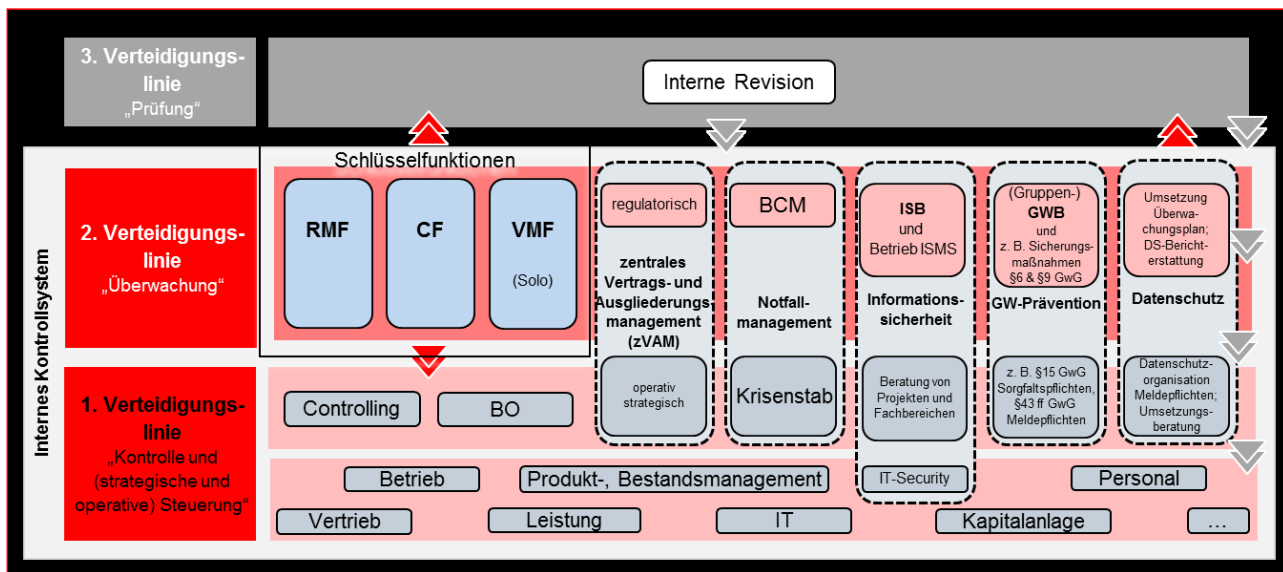 3. Verteidigungs-
linie
„Prüfung“
Interne Revision
Internes Kontrollsystem
2. Verteidigungs-
linie
„Überwachung“
Schlüsselfunktionen
RMF
CF
VMF
(Solo)
regulatorisch
zentrales
Vertrags- und
Ausgliederungs
management
(zVAM)
operativ
strategisch
BCM
Notfall-
management
Krisenstab
ISB
und
Betrieb ISMS
Informations-
sicherheit
Beratung von
Projekten und
Fachbereichen
IT-Security
(Gruppen-)
GWB
und
z. B. Sicherungs-
maßnahmen
§6 & §9 GwG
GW-Prävention
z. B. §15 GwG
Sorgfaltspflichten,
§43 ff GwG
Meldepflichten
Umsetzung
Überwa-
chungsplan;
DS-Bericht-
erstattung
Datenschutz
Datenschutz-
organisation
Meldepflichten;
Umsetzungs-
beratung
1. Verteidigungs-
linie
„Kontrolle und
(strategische und
operative) Steuerung“
Controlling
BO
Betrieb
Produkt-, Bestandsmanagement
Personal
Vertrieb
Leistung
IT
Kapitalanlage
...